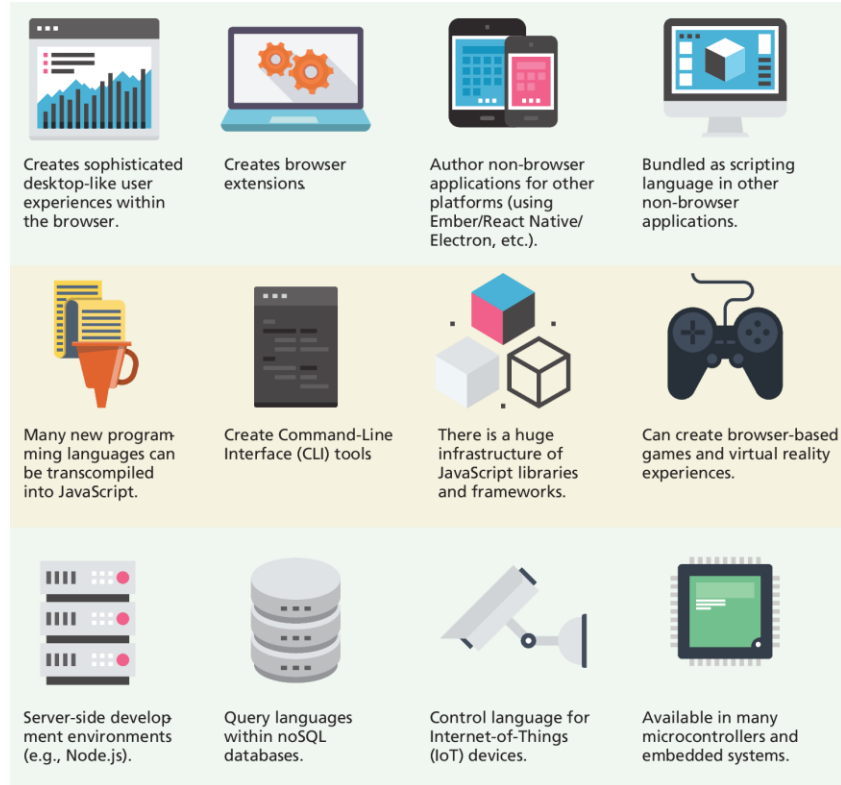 Creates sophisticated
desktop-like user
experiences within
the browser.
Creates browser
extensions.
Author non-browser
applications for other
platforms (using
Ember/React Native/
Electron, etc.).
Bundled as scripting
language in other
non-browser
applications.
Many new program-
ming languages can
be transcompiled
into JavaScript.
Create Command-Line
Interface (CLI) tools
There is a huge
infrastructure of
JavaScript libraries
and frameworks.
Can create browser-based
games and virtual reality
experiences.
Server-side develop-
ment environments
(e.g., Node.js).
Query languages
within noSQL
databases.
Control language for
Internet-of-Things
(IoT) devices.
Available in many
microcontrollers and
embedded systems.